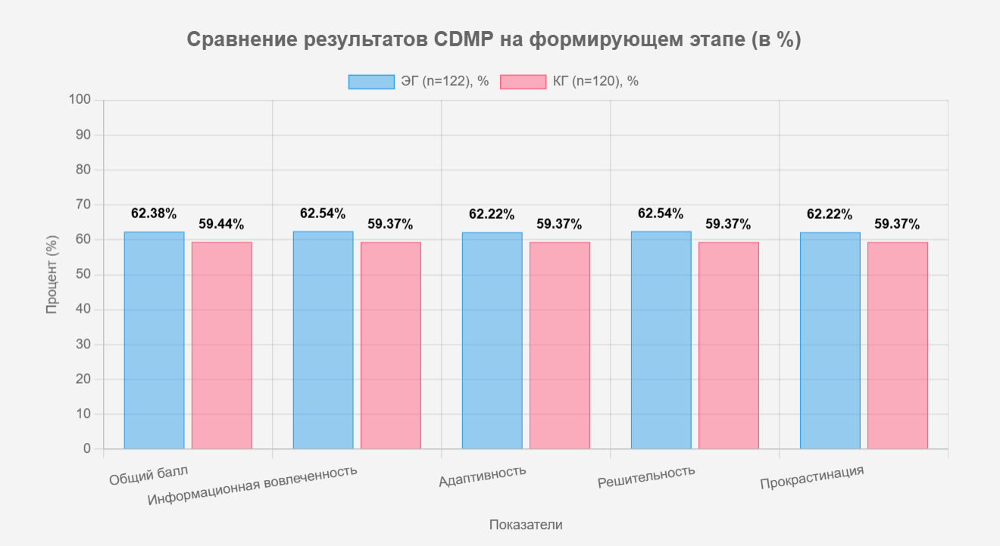 Сравнение результатов CDMP на формирующем этапе (в %)
ЭГ (n=122), % КГ (n=120), %
100
90
80
70
60
50
40
30
20
10
0
Процент (%)
62.38% 59.44% 62.54% 59.37% 62.22% 59.37% 62.54% 59.37% 62.22% 59.37%
Общий балл Информационная вовлеченность Адаптивность Решительность Прокрастинация
Показатели